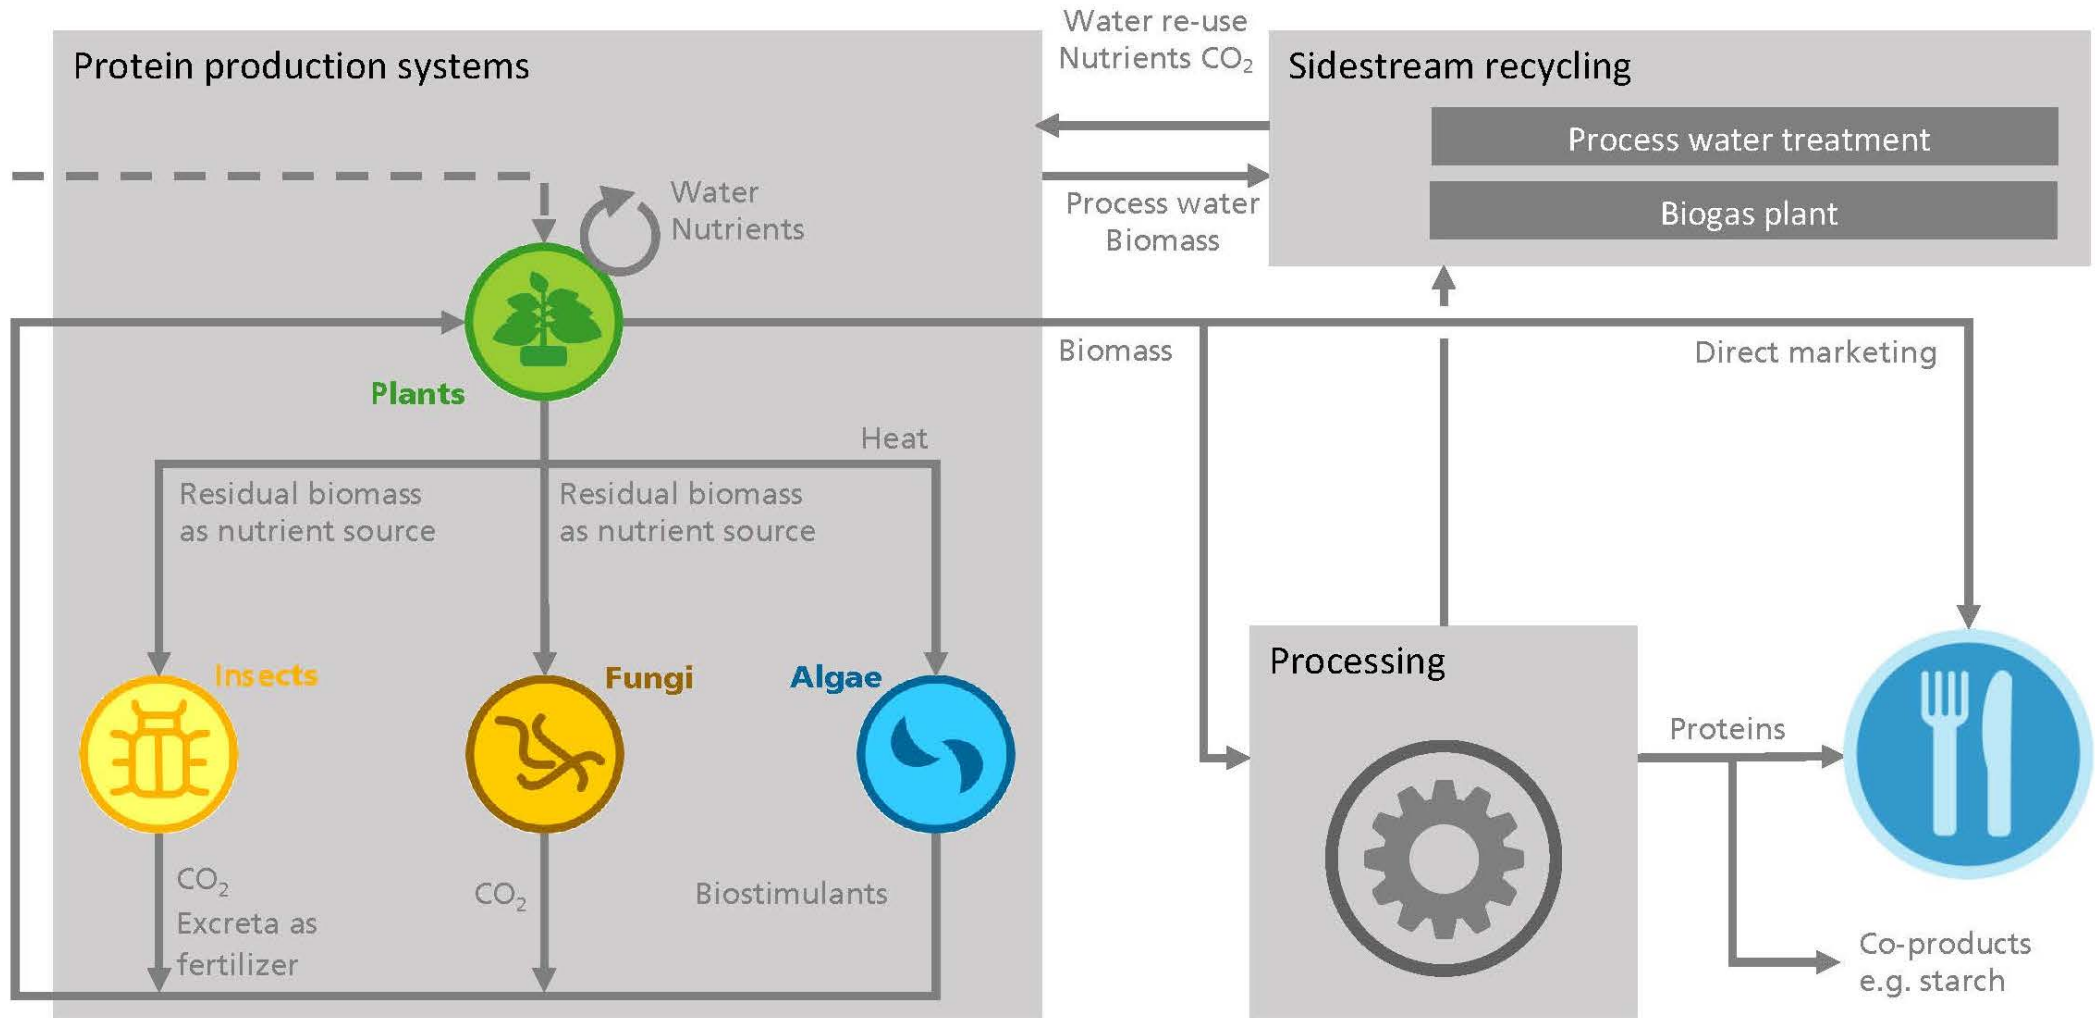 Protein production systems
Water re-use
Nutrients CO₂
Sidestream recycling
Process water treatment
Biogas plant
Process water
Biomass
Water
Nutrients
Plants
Biomass
Direct marketing
Heat
Residual biomass
as nutrient source
Residual biomass
as nutrient source
Insects
Fungi
Algae
Processing
Proteins
CO₂
Excreta as
fertilizer
CO₂
Biostimulants
Co-products
e.g. starch